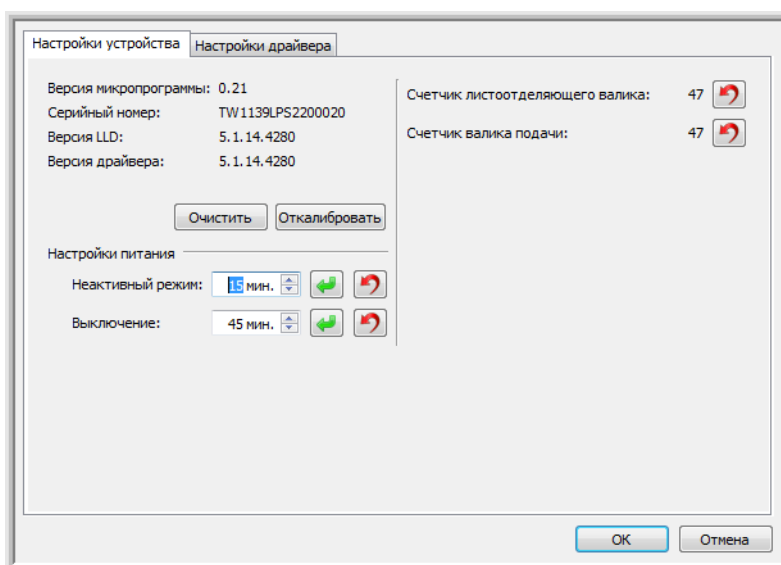 Настройки устройства
Настройки драйвера
Версия микропрограммы: 0.21
Серийный номер: TW1139LPS2200020
Версия LLD: 5.1.14.4280
Версия драйвера: 5.1.14.4280
Очистить
Откалибровать
Настройки питания
Неактивный режим: 15 мин.
Выключение: 45 мин.
Счетчик листоотделяющего валика: 47
Счетчик валика подачи: 47
OK
Отмена